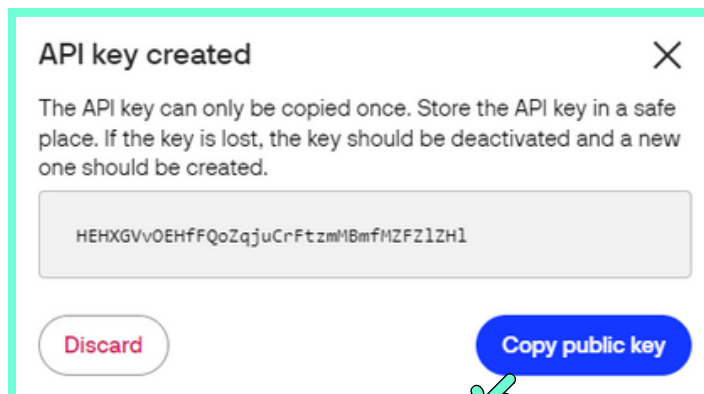 API key created
The API key can only be copied once. Store the API key in a safe
place. If the key is lost, the key should be deactivated and a new
one should be created.
HEHXGVvOEHfFQoZqjuCrFtzmMBmfMZFZlZHl
Discard
Copy public key